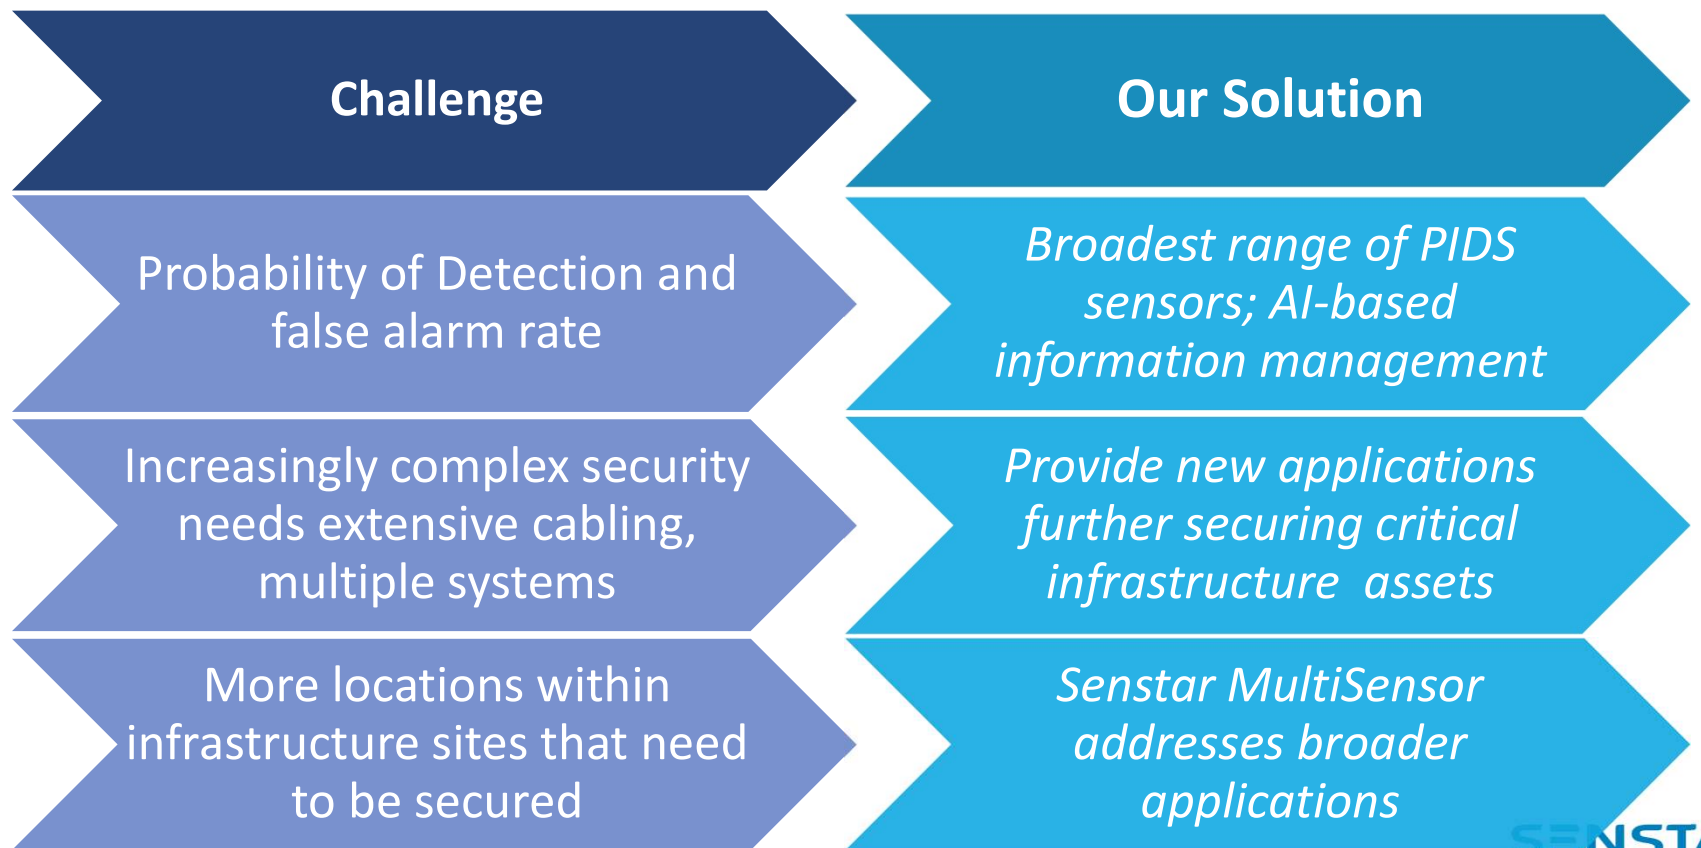 Challenge
Our Solution
Probability of Detection and
false alarm rate
Broadest range of PIDS
sensors; AI-based
information management
Increasingly complex security
needs extensive cabling,
multiple systems
Provide new applications
further securing critical
infrastructure  assets
More locations within
infrastructure sites that need
to be secured
Senstar MultiSensor
addresses broader
applications